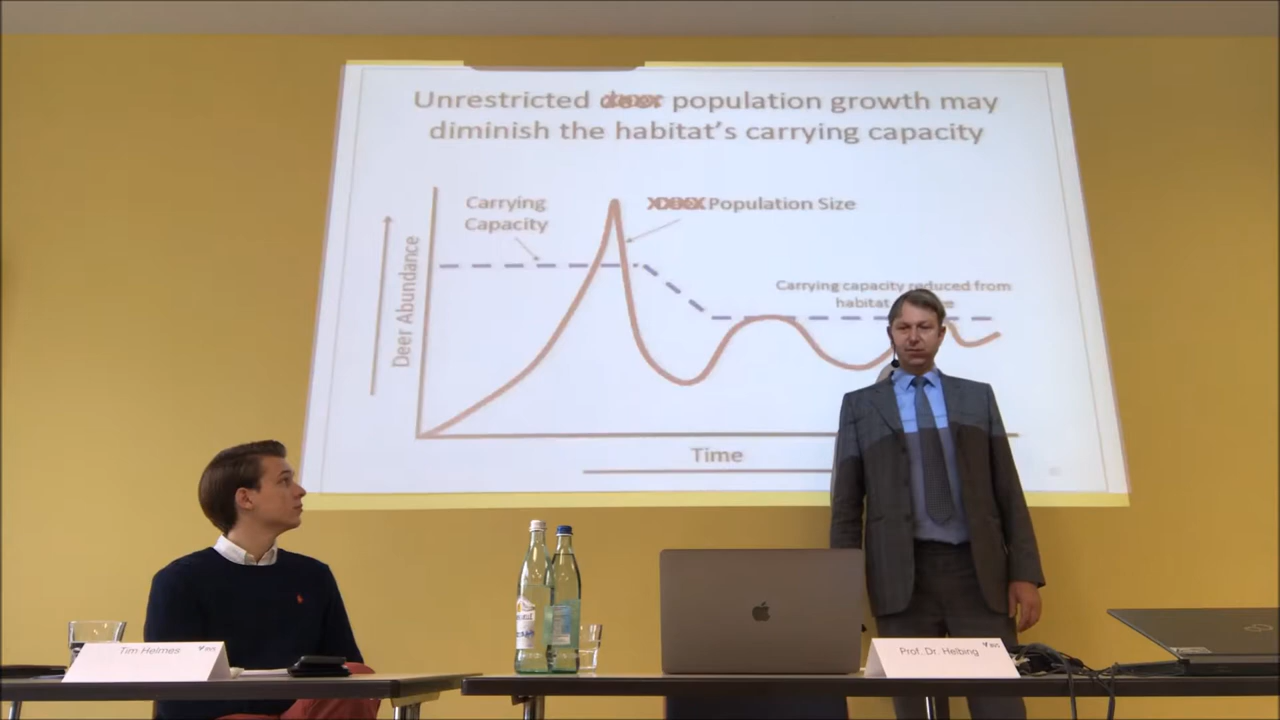 Unrestricted deer population growth may
diminish the habitat's carrying capacity
Carrying
Capacity
Population Size
Deer Abundance
Carrying capacity reduced from
habitat
Time
Tim Helmes
Prof. Dr. Helbing